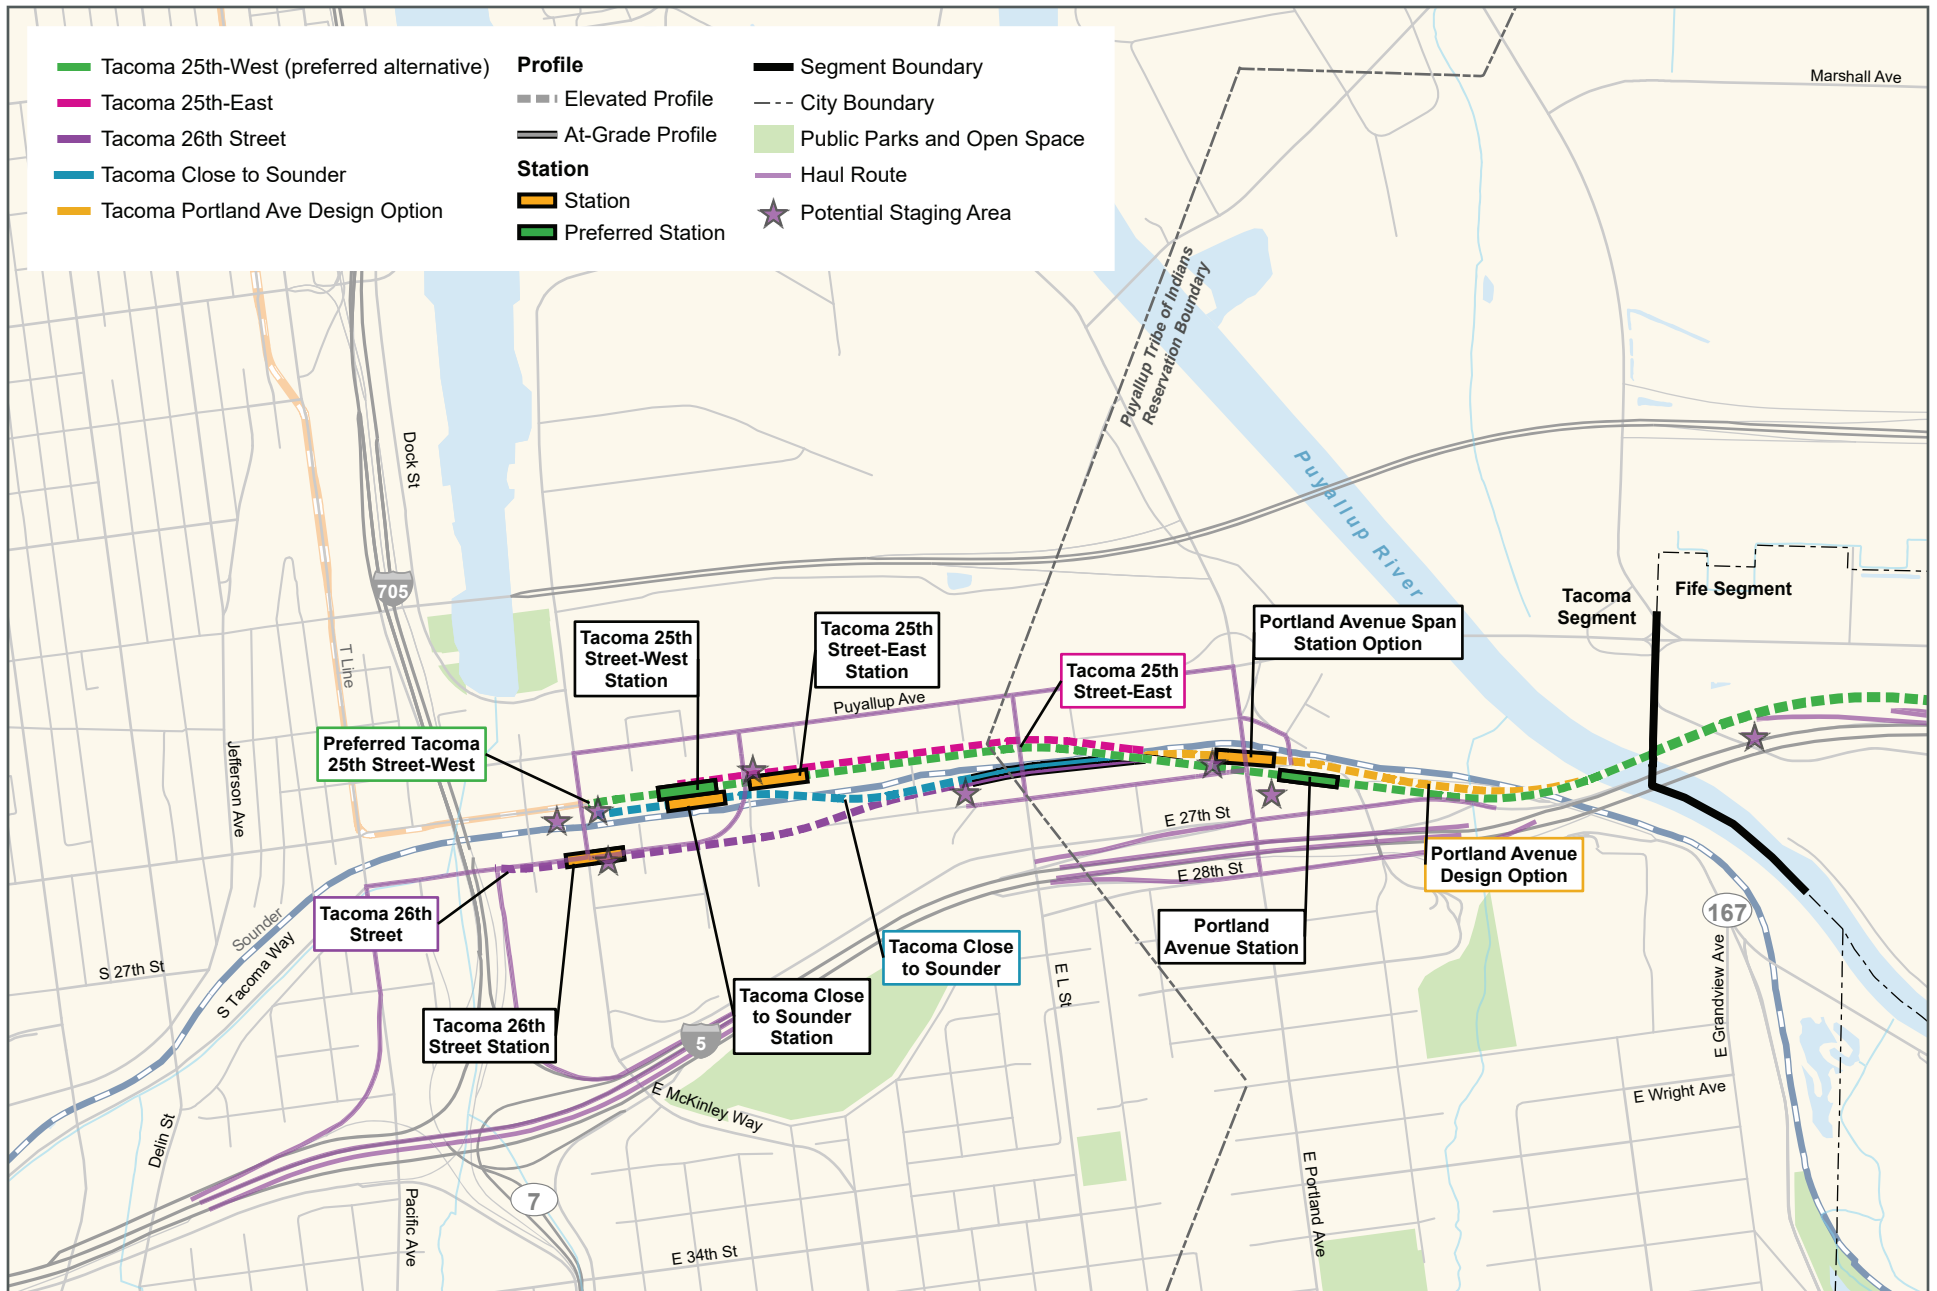 Tacoma 25th-West (preferred alternative)
Tacoma 25th-East
Tacoma 26th Street
Tacoma Close to Sounder
Tacoma Portland Ave Design Option
Profile
Elevated Profile
At-Grade Profile
Station
Station
Preferred Station
Segment Boundary
City Boundary
Public Parks and Open Space
Haul Route
Potential Staging Area
Marshall Ave
Puyallup Tribe of Indians
Reservation Boundary
Dock St
Puyallup River
705
Tacoma
Segment
Fife Segment
T Line
Tacoma 25th
Street-West
Station
Tacoma 25th
Street-East
Station
Portland Avenue Span
Station Option
Tacoma 25th
Street-East
Puyallup Ave
Preferred Tacoma
25th Street-West
Jefferson Ave
E 27th St
E 28th St
Portland Avenue
Design Option
Tacoma 26th
Street
Sounder
S Tacoma Way
S 27th St
Portland
Avenue Station
Tacoma Close
to Sounder
167
E L St
E Grandview Ave
Tacoma 26th
Street Station
Tacoma Close
to Sounder
Station
5
E McKinley Way
E Wright Ave
Delin St
Pacific Ave
7
E Portland Ave
E 34th St